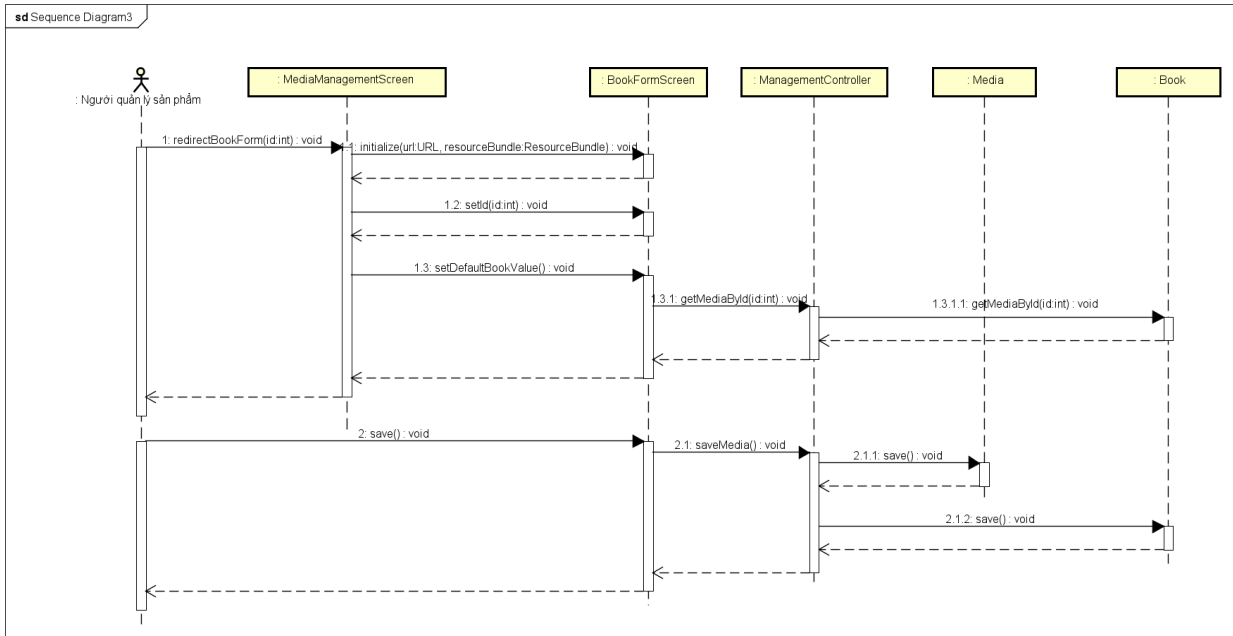 sd Sequence Diagram3
: Người quản lý sản phẩm
: MediaManagementScreen
: BookFormScreen
: ManagementController
: Media
: Book
1: redirectBookForm(id:int) : void
1.1: initialize(url:URL, resourceBundle:ResourceBundle) : void
1.2: setId(id:int) : void
1.3: setDefaultBookValue() : void
1.3.1: getMediaById(id:int) : void
1.3.1.1: getMediaById(id:int) : void
2: save() : void
2.1: saveMedia() : void
2.1.1: save() : void
2.1.2: save() : void